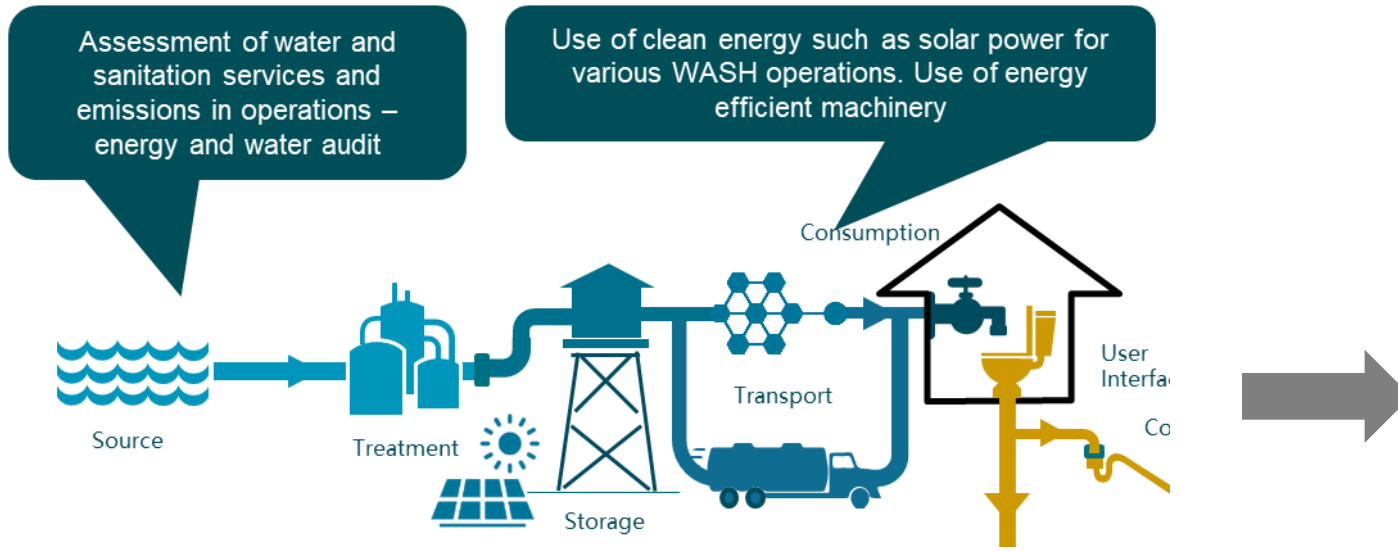 Assessment of water and
sanitation services and
emissions in operations –
energy and water audit
Use of clean energy such as solar power for
various WASH operations. Use of energy
efficient machinery
Consumption
Source
Treatment
Storage
Transport
User